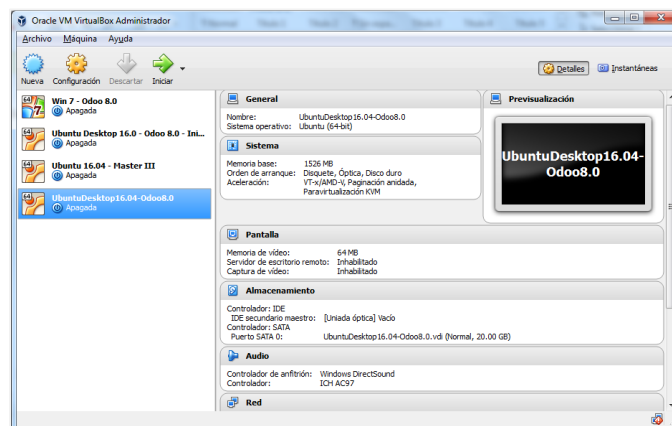 Oracle VM VirtualBox Administrador
Archivo Máquina Ayuda
Nueva Configuración Descartar Iniciar
Detalles Instantáneas
64
Win 7 - Odoo 8.0
Apagada
64
Ubuntu Desktop 16.0 - Odoo 8.0 - Ini...
Apagada
64
Ubuntu 16.04 - Master III
Apagada
64
UbuntuDesktop16.04-Odoo8.0
Apagada
General
Nombre: UbuntuDesktop16.04-Odoo8.0
Sistema operativo: Ubuntu (64-bit)
Sistema
Memoria base: 1526 MB
Orden de arranque: Disquete, Óptica, Disco duro
Aceleración: VT-x/AMD-V, Paginación anidada,
Paravirtualización KVM
Previsualización
UbuntuDesktop16.04-
Odoo8.0
Pantalla
Memoria de vídeo: 64 MB
Servidor de escritorio remoto: Inhabilitado
Captura de vídeo: Inhabilitado
Almacenamiento
Controlador: IDE
IDE secundario maestro: [Uniada óptica] Vacío
Controlador: SATA
Puerto SATA 0: UbuntuDesktop16.04-Odoo8.0.vdi (Normal, 20.00 GB)
Audio
Controlador de anfitrión: Windows DirectSound
Controlador: ICH AC97
Red